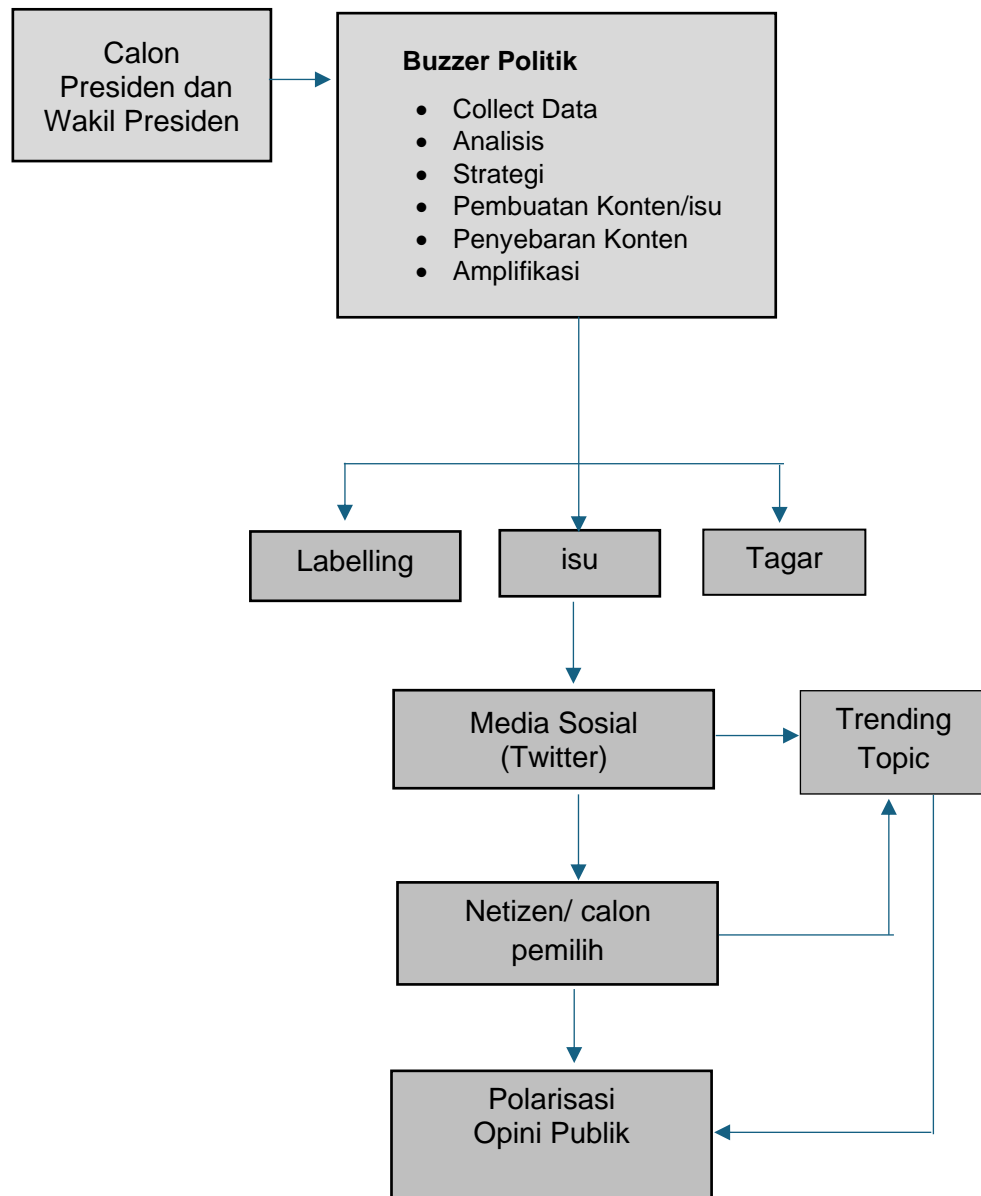 Calon
Presiden dan
Wakil Presiden
Buzzer Politik
• Collect Data
• Analisis
• Strategi
• Pembuatan Konten/isu
• Penyebaran Konten
• Amplifikasi
Labelling
isu
Tagar
Media Sosial
(Twitter)
Trending
Topic
Netizen/ calon
pemilih
Polarisasi
Opini Publik